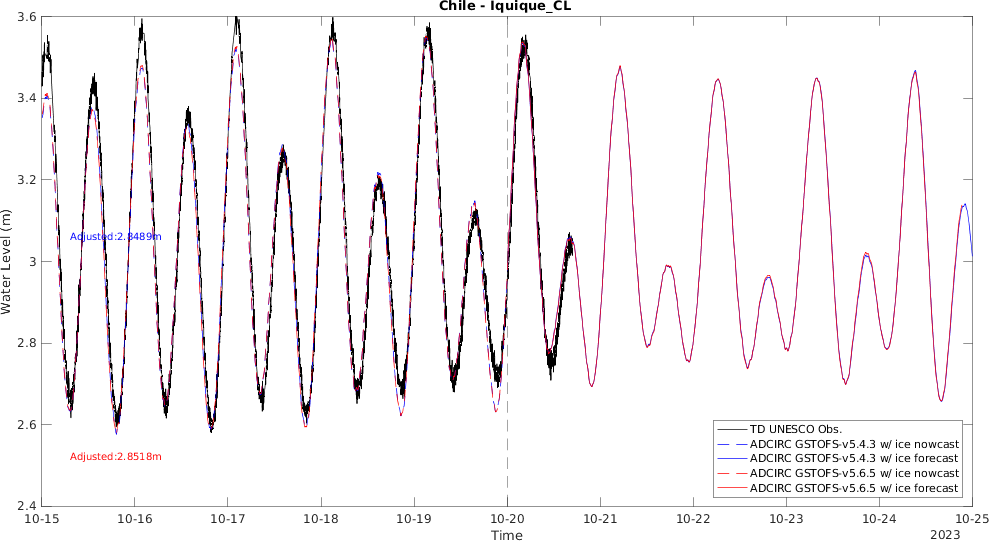 Chile - Iquique_CL
3.6
3.4
3.2
3
2.8
2.6
2.4
Water Level (m)
Adjusted:2.8489m
Adjusted:2.8518m
TD UNESCO Obs.
ADCIRC GSTOFS-v5.4.3 w/ ice nowcast
ADCIRC GSTOFS-v5.4.3 w/ ice forecast
ADCIRC GSTOFS-v5.6.5 w/ ice nowcast
ADCIRC GSTOFS-v5.6.5 w/ ice forecast
10-15 10-16 10-17 10-18 10-19 10-20 10-21 10-22 10-23 10-24 10-25
Time
2023